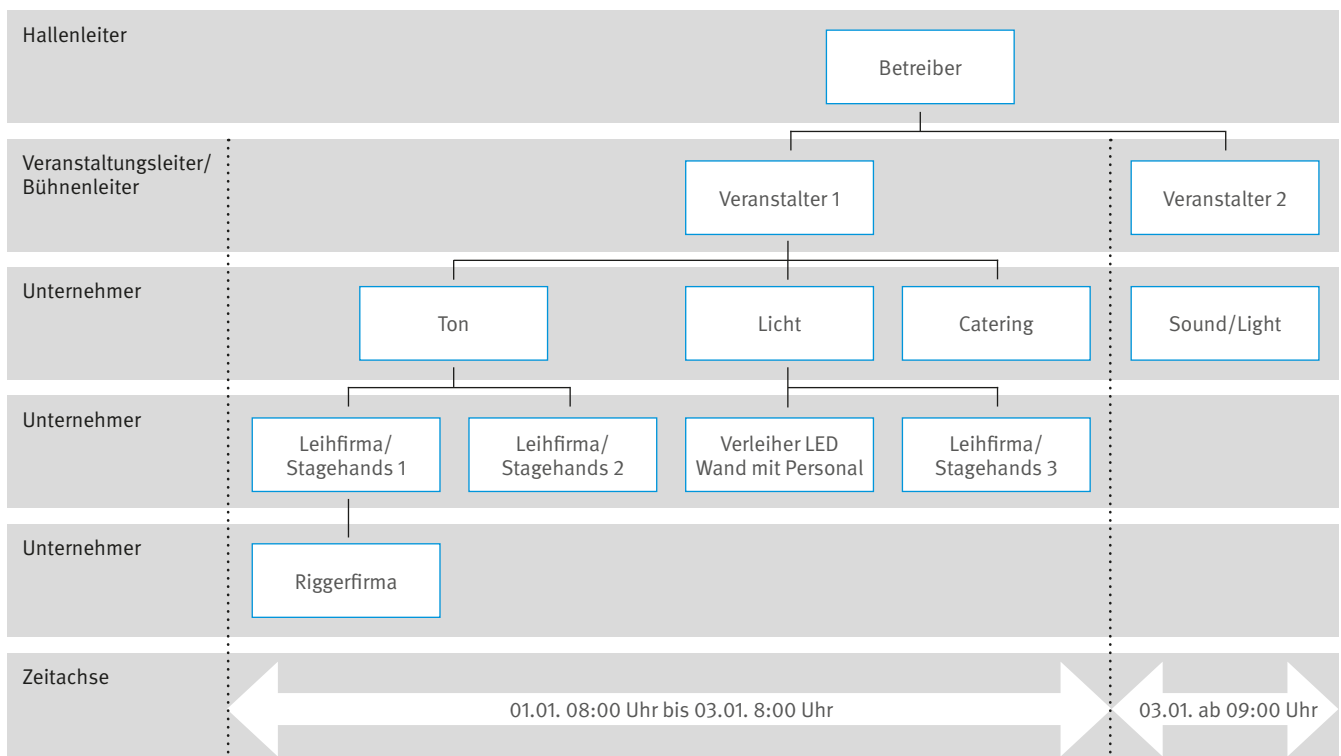 Hallenleiter
Betreiber
Veranstaltungsleiter/
Bühnenleiter
Veranstalter 1
Veranstalter 2
Unternehmer
Ton
Licht
Catering
Sound/Light
Unternehmer
Leihfirma/
Stagehands 1
Leihfirma/
Stagehands 2
Verleiher LED
Wand mit Personal
Leihfirma/
Stagehands 3
Unternehmer
Riggerfirma
Zeitachse
01.01. 08:00 Uhr bis 03.01. 8:00 Uhr
03.01. ab 09:00 Uhr